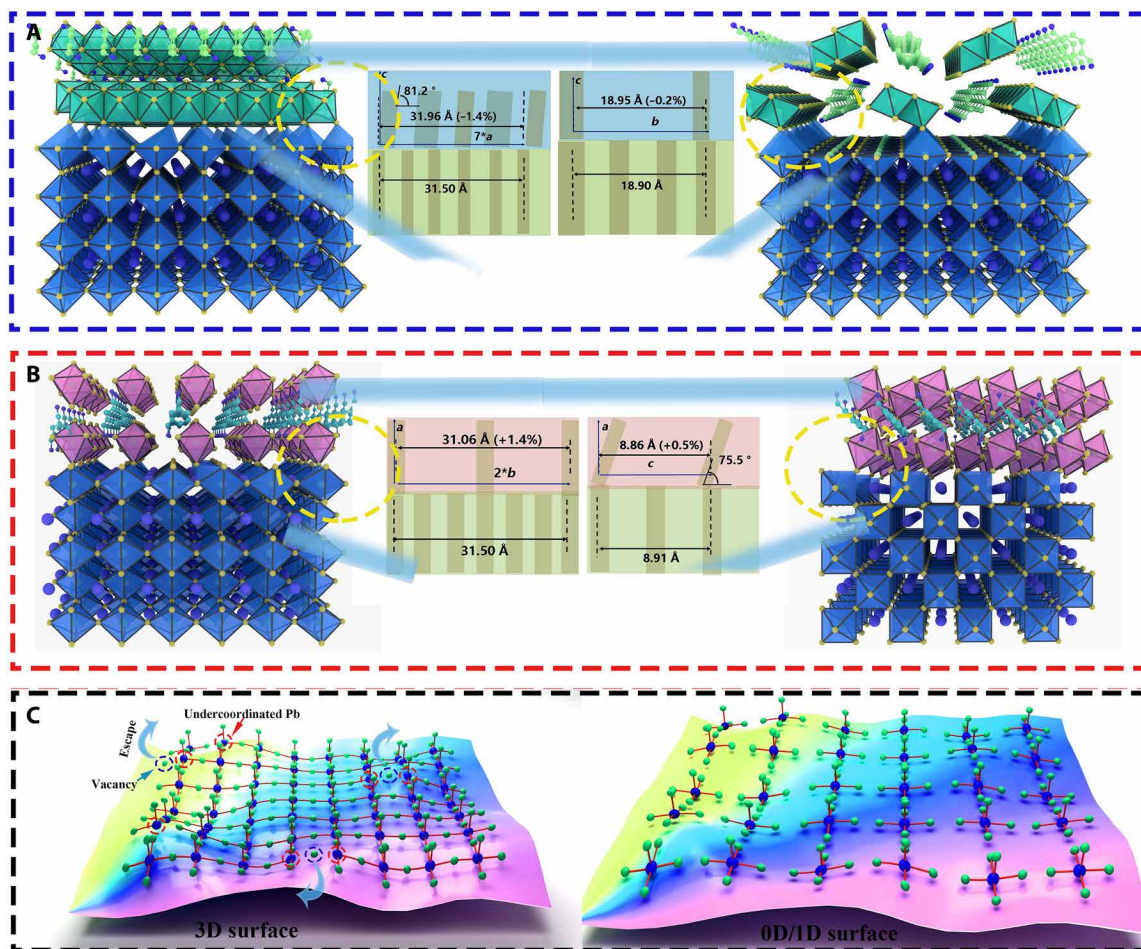 A
c
81.2 °
31.96 Å (–1.4%)
7*a
31.50 Å
c
18.95 Å (–0.2%)
b
18.90 Å
B
a
31.06 Å (+1.4%)
2*b
31.50 Å
a
8.86 Å (+0.5%)
c
75.5 °
8.91 Å
C
Escape
Undercoordinated Pb
Vacancy
3D surface
0D/1D surface